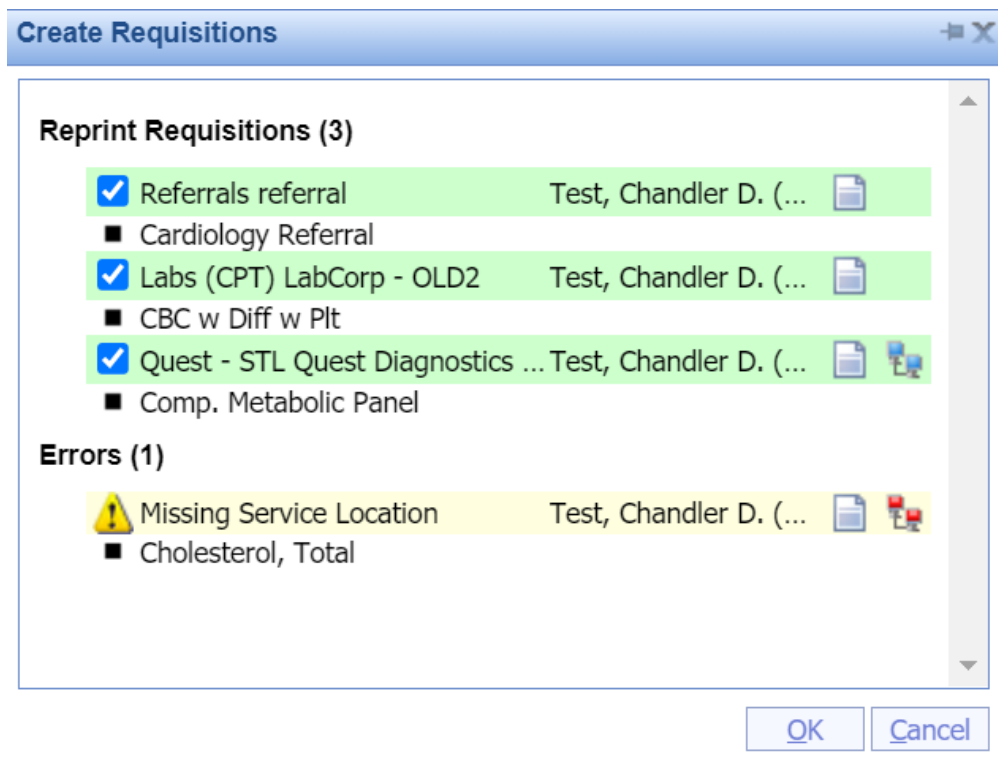 Create Requisitions
Reprint Requisitions (3)
Referrals referral Test, Chandler D. (...
Cardiology Referral
Labs (CPT) LabCorp - OLD2 Test, Chandler D. (...
CBC w Diff w Plt
Quest - STL Quest Diagnostics ... Test, Chandler D. (...
Comp. Metabolic Panel
Errors (1)
Missing Service Location Test, Chandler D. (...
Cholesterol, Total
OK Cancel